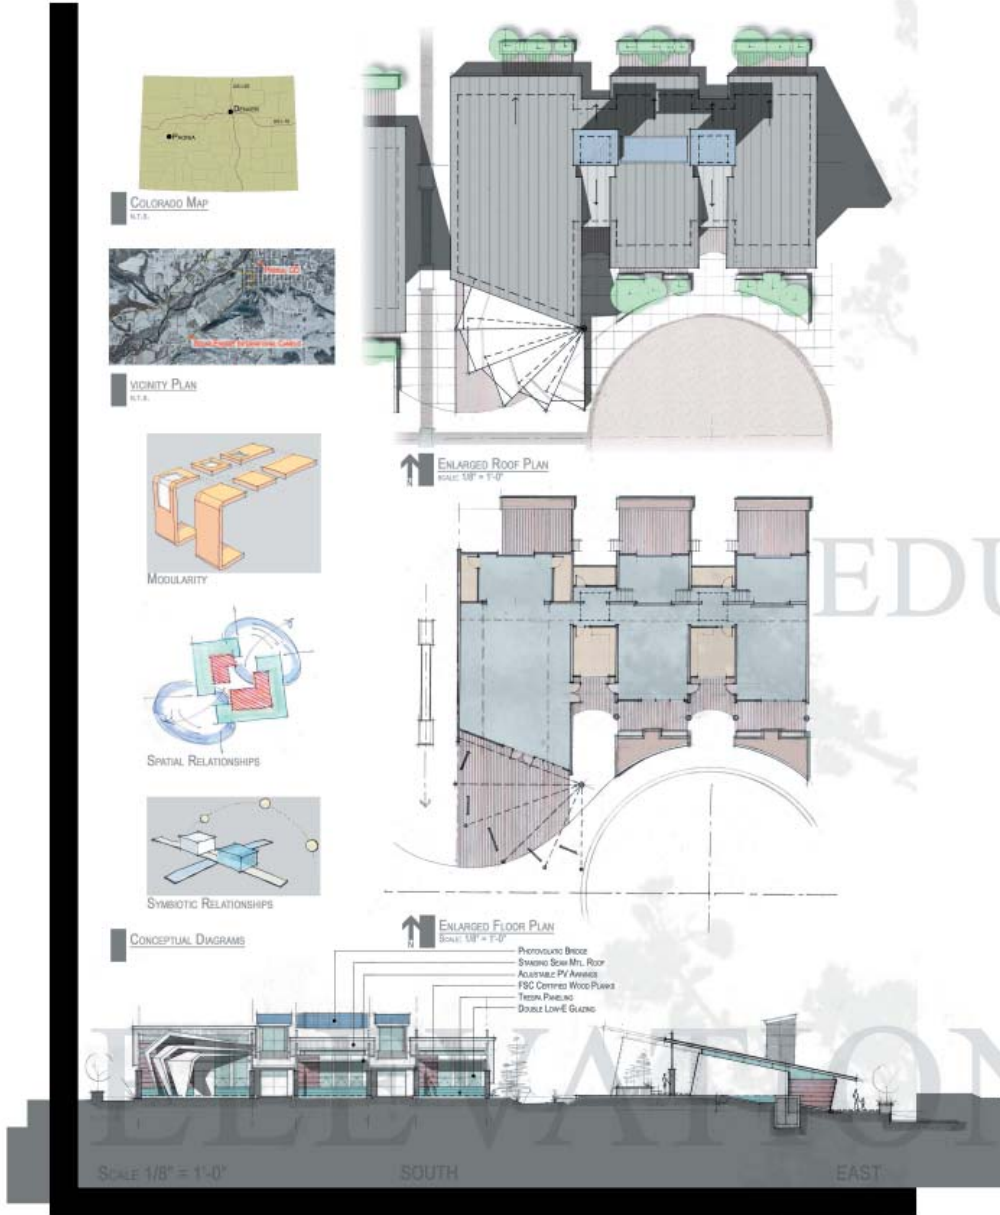 DENVER
PAONIA
COLORADO MAP
N.T.S.
VICINITY PLAN
N.T.S.
MODULARITY
SPATIAL RELATIONSHIPS
SYMBIOTIC RELATIONSHIPS
CONCEPTUAL DIAGRAMS
N
ENLARGED ROOF PLAN
SCALE: 1/8" = 1'-0"
EDU
N
ENLARGED FLOOR PLAN
SCALE: 1/8" = 1'-0"
PHOTOVOLATIC BRIDGE
STANDING SEAM MTL. ROOF
ADJUSTABLE PV AWNINGS
FSC CERTIFIED WOOD PLANKS
TRESPA PANELING
DOUBLE LOW-E GLAZING
ELEVATION
SCALE 1/8" = 1'-0"
SOUTH
EAST